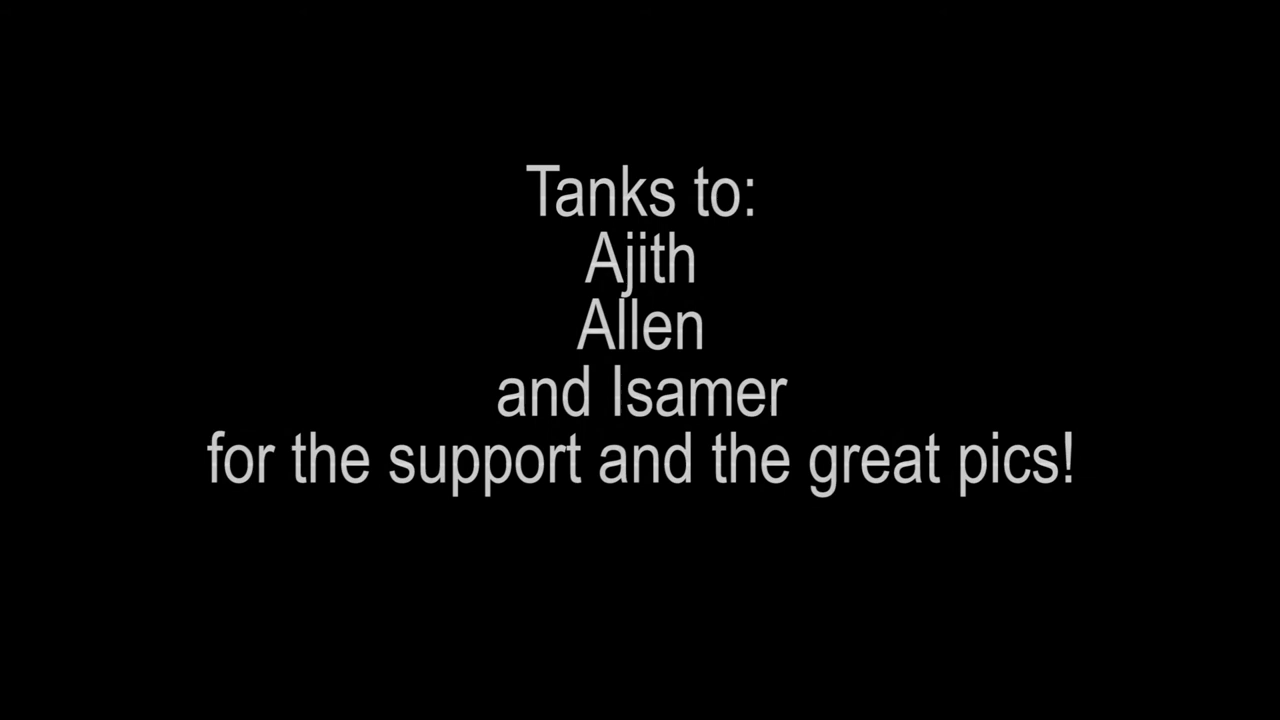 Tanks to:
Ajith
Allen
and Isamer
for the support and the great pics!